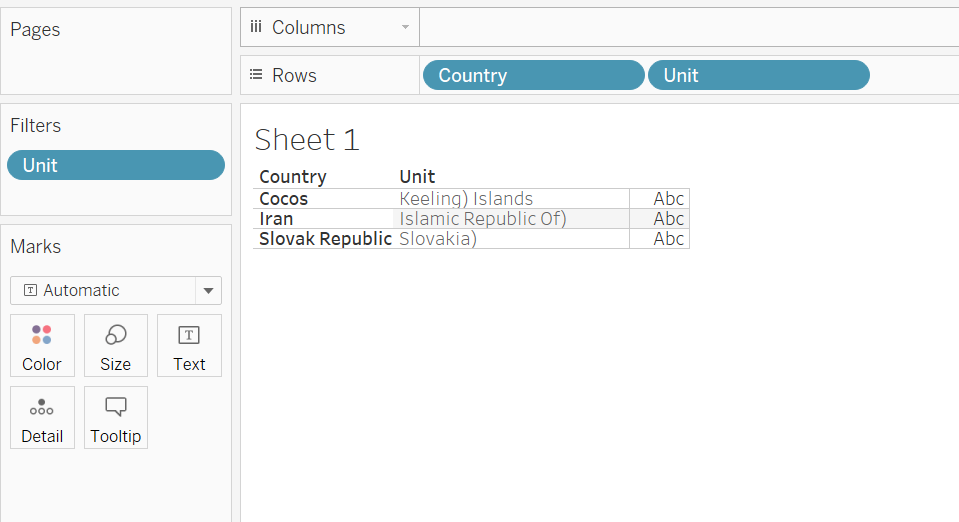 Pages
Columns
Rows Country Unit
Filters
Unit
Marks
Automatic
Color Size Text
Detail Tooltip
Sheet 1
Country Unit
Cocos Keeling) Islands Abc
Iran Islamic Republic Of) Abc
Slovak Republic Slovakia) Abc